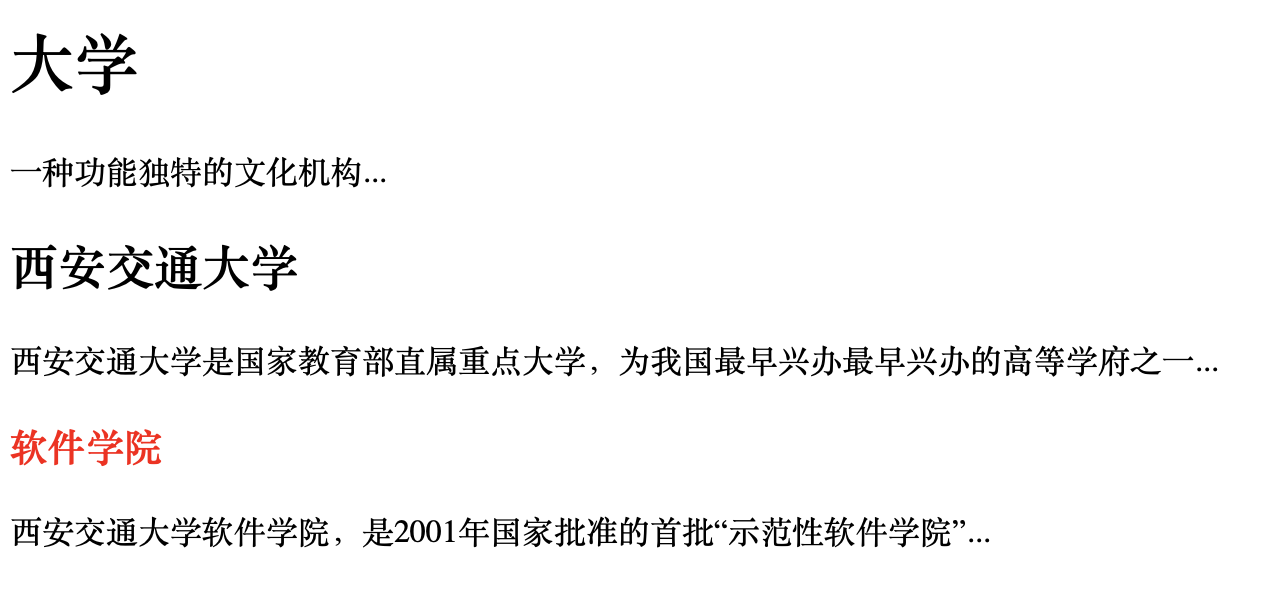 大学
一种功能独特的文化机构...
西安交通大学
西安交通大学是国家教育部直属重点大学，为我国最早兴办最早兴办的高等学府之一...
软件学院
西安交通大学软件学院，是2001年国家批准的首批“示范性软件学院”...